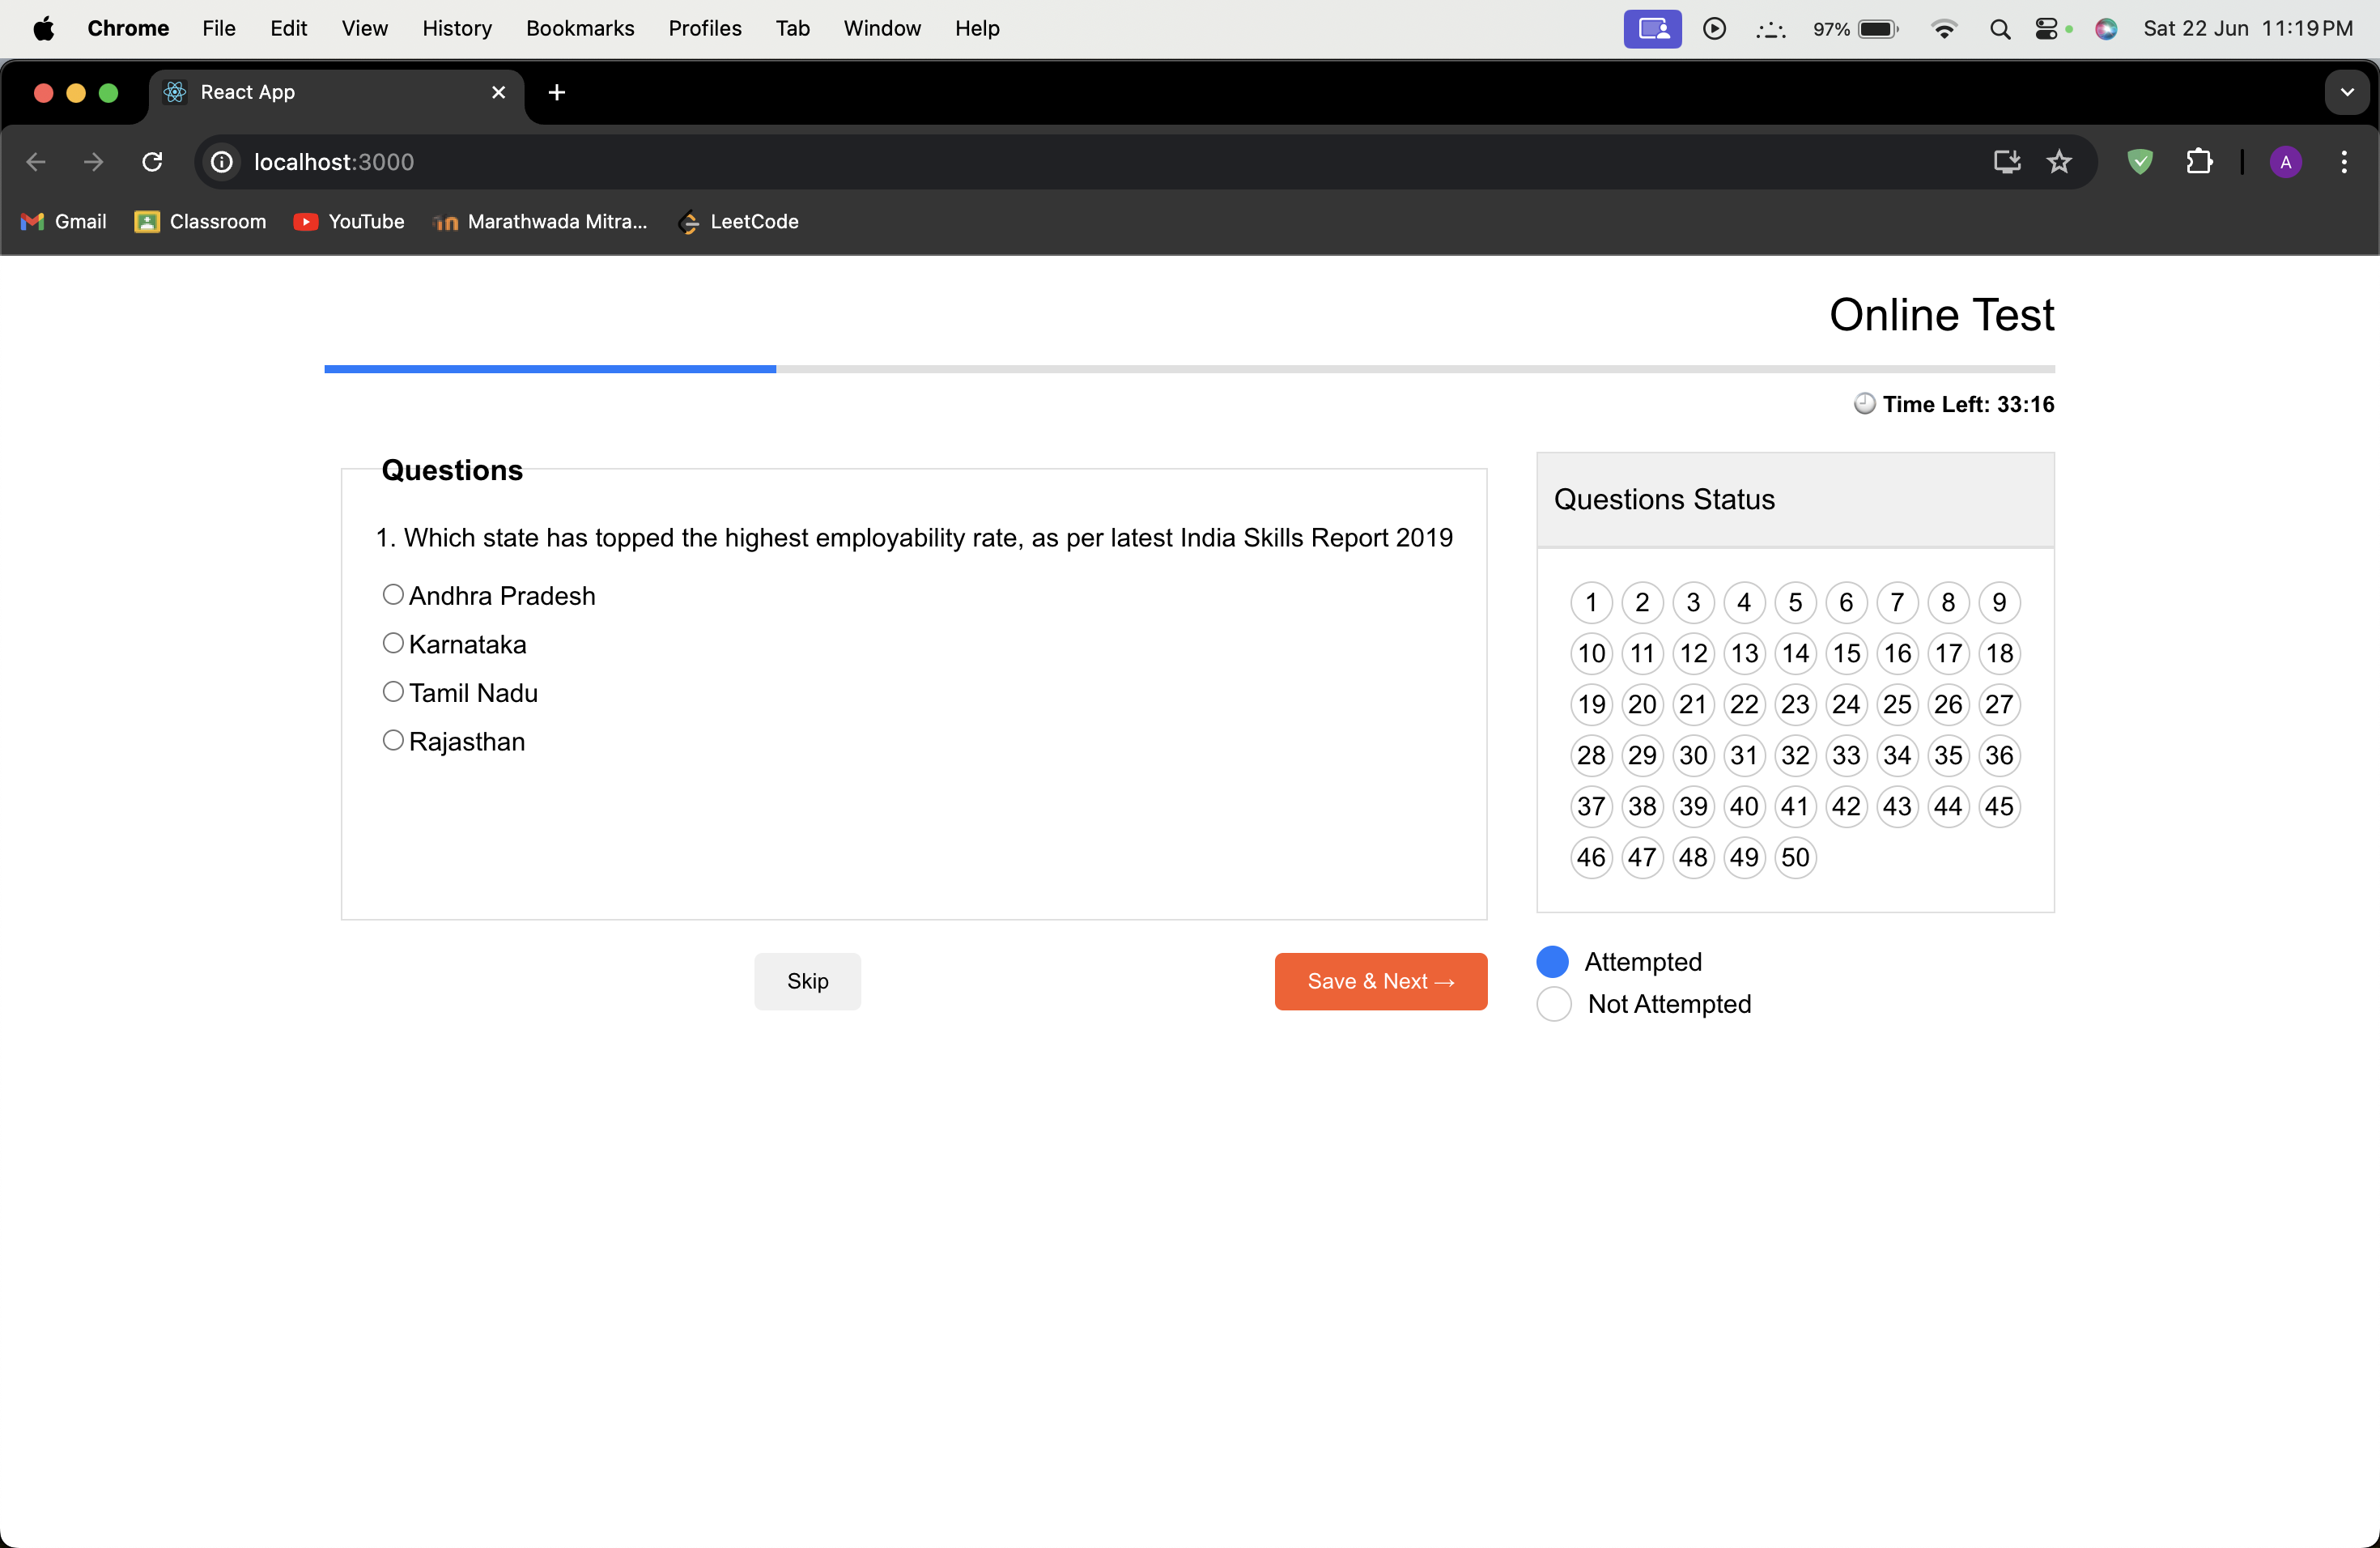 Chrome File Edit View History Bookmarks Profiles Tab Window Help 97% Sat 22 Jun 11:19 PM
React App
localhost:3000 A
Gmail Classroom YouTube Marathwada Mitra... LeetCode
Online Test
Time Left: 33:16
Questions
1. Which state has topped the highest employability rate, as per latest India Skills Report 2019
Andhra Pradesh
Karnataka
Tamil Nadu
Rajasthan
Skip
Save & Next →
Questions Status
1 2 3 4 5 6 7 8 9
10 11 12 13 14 15 16 17 18
19 20 21 22 23 24 25 26 27
28 29 30 31 32 33 34 35 36
37 38 39 40 41 42 43 44 45
46 47 48 49 50
Attempted
Not Attempted